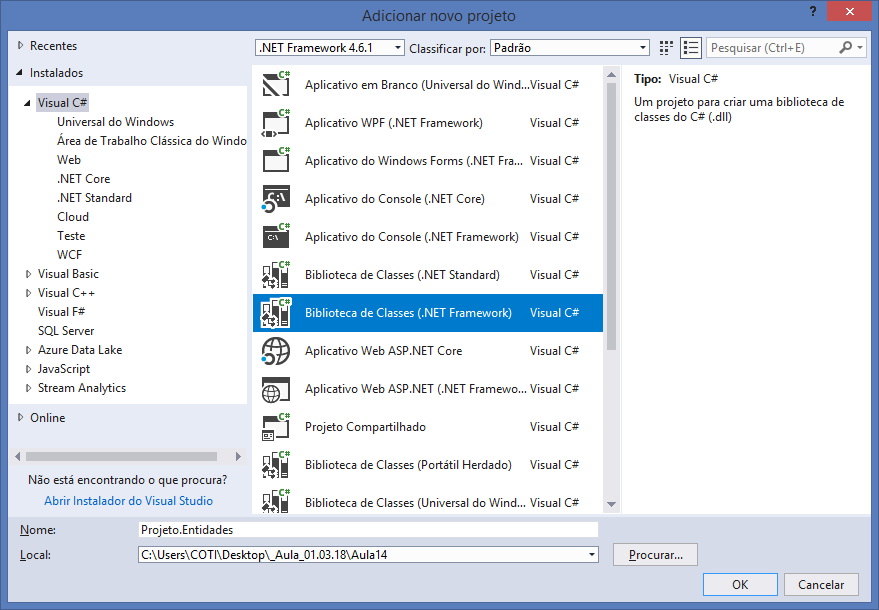 Adicionar novo projeto
?
Recentes
.NET Framework 4.6.1
Classificar por:
Padrão
Pesquisar (Ctrl+E)
Instalados
Visual C#
Universal do Windows
Área de Trabalho Clássica do Windo
Web
.NET Core
.NET Standard
Cloud
Teste
WCF
Visual Basic
Visual C++
Visual F#
SQL Server
Azure Data Lake
JavaScript
Stream Analytics
Online
Não está encontrando o que procura?
Abrir Instalador do Visual Studio
C# Aplicativo em Branco (Universal do Wind... Visual C#
C# Aplicativo WPF (.NET Framework) Visual C#
C# Aplicativo do Windows Forms (.NET Fra... Visual C#
C# C:\ Aplicativo do Console (.NET Core) Visual C#
C# C:\ Aplicativo do Console (.NET Framework) Visual C#
C# Biblioteca de Classes (.NET Standard) Visual C#
C# Biblioteca de Classes (.NET Framework) Visual C#
C# Aplicativo Web ASP.NET Core Visual C#
C# Aplicativo Web ASP.NET (.NET Framewo... Visual C#
C# Projeto Compartilhado Visual C#
C# Biblioteca de Classes (Portátil Herdado) Visual C#
C# Biblioteca de Classes (Universal do Wind... Visual C#
Tipo: Visual C#
Um projeto para criar uma biblioteca de
classes do C# (.dll)
Nome: Projeto.Entidades
Local: C:\Users\COTI\Desktop\_Aula_01.03.18\Aula14
Procurar...
OK
Cancelar